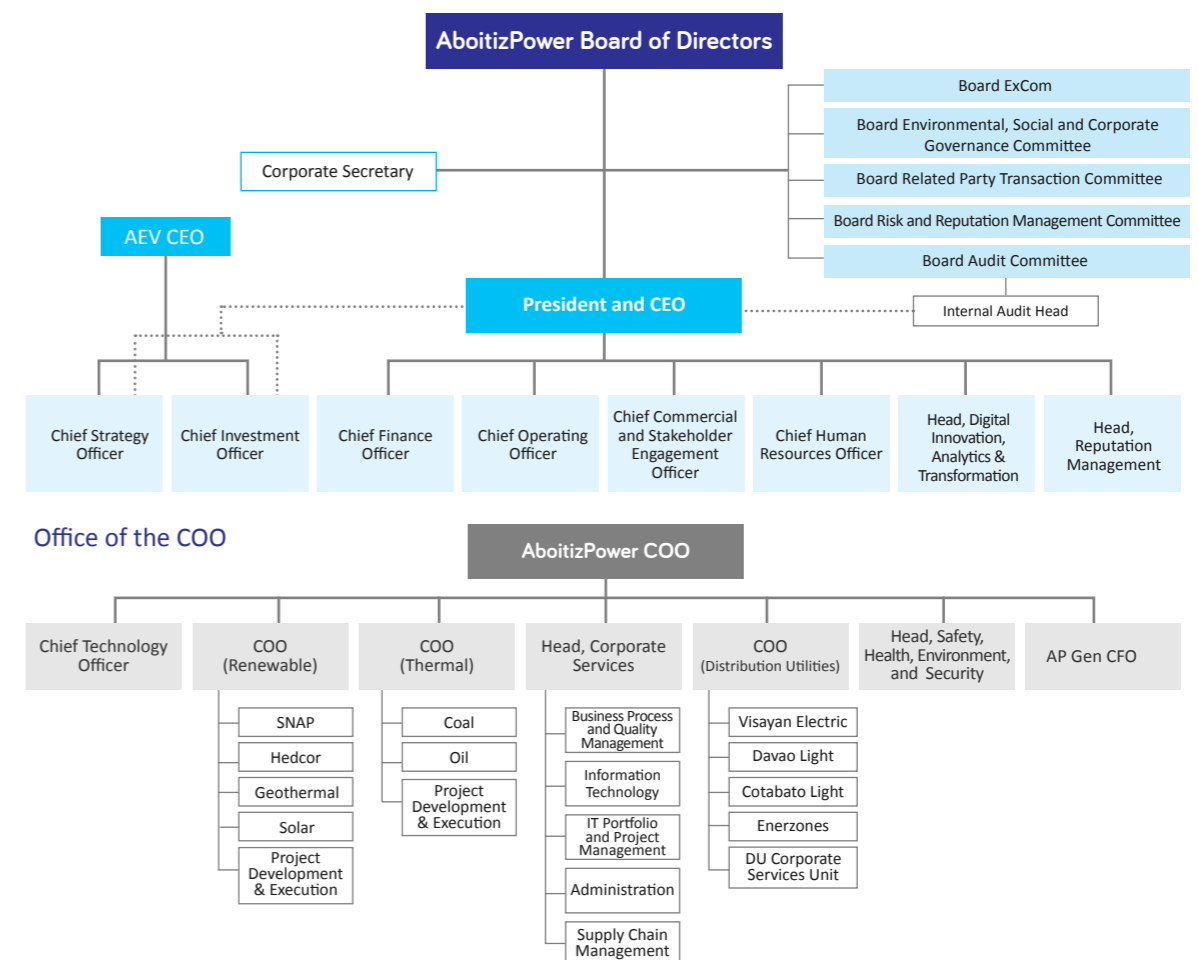 AboitizPower Board of Directors
Board ExCom
Board Environmental, Social and Corporate
Governance Committee
Corporate Secretary
Board Related Party Transaction Committee
Board Risk and Reputation Management Committee
AEV CEO
Board Audit Committee
President and CEO
Internal Audit Head
Chief Strategy
Officer
Chief Investment
Officer
Chief Finance
Officer
Chief Operating
Officer
Chief Commercial
and Stakeholder
Engagement
Officer
Chief Human
Resources Officer
Head, Digital
Innovation,
Analytics &
Transformation
Head,
Reputation
Management
Office of the COO
AboitizPower COO
Chief Technology
Officer
COO
(Renewable)
COO
(Thermal)
Head, Corporate
Services
COO
(Distribution Utilities)
Head, Safety,
Health, Environment,
and Security
AP Gen CFO
SNAP
Hedcor
Geothermal
Solar
Project
Development
& Execution
Coal
Oil
Project
Development
& Execution
Business Process
and Quality
Management
Information
Technology
IT Portfolio
and Project
Management
Administration
Supply Chain
Management
Visayan Electric
Davao Light
Cotabato Light
Enerzones
DU Corporate
Services Unit